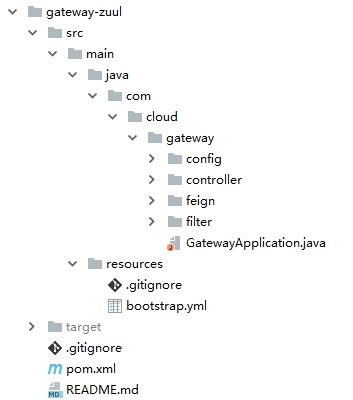 gateway-zuul
src
main
java
com
cloud
gateway
config
controller
feign
filter
GatewayApplication.java
resources
.gitignore
bootstrap.yml
target
.gitignore
pom.xml
README.md